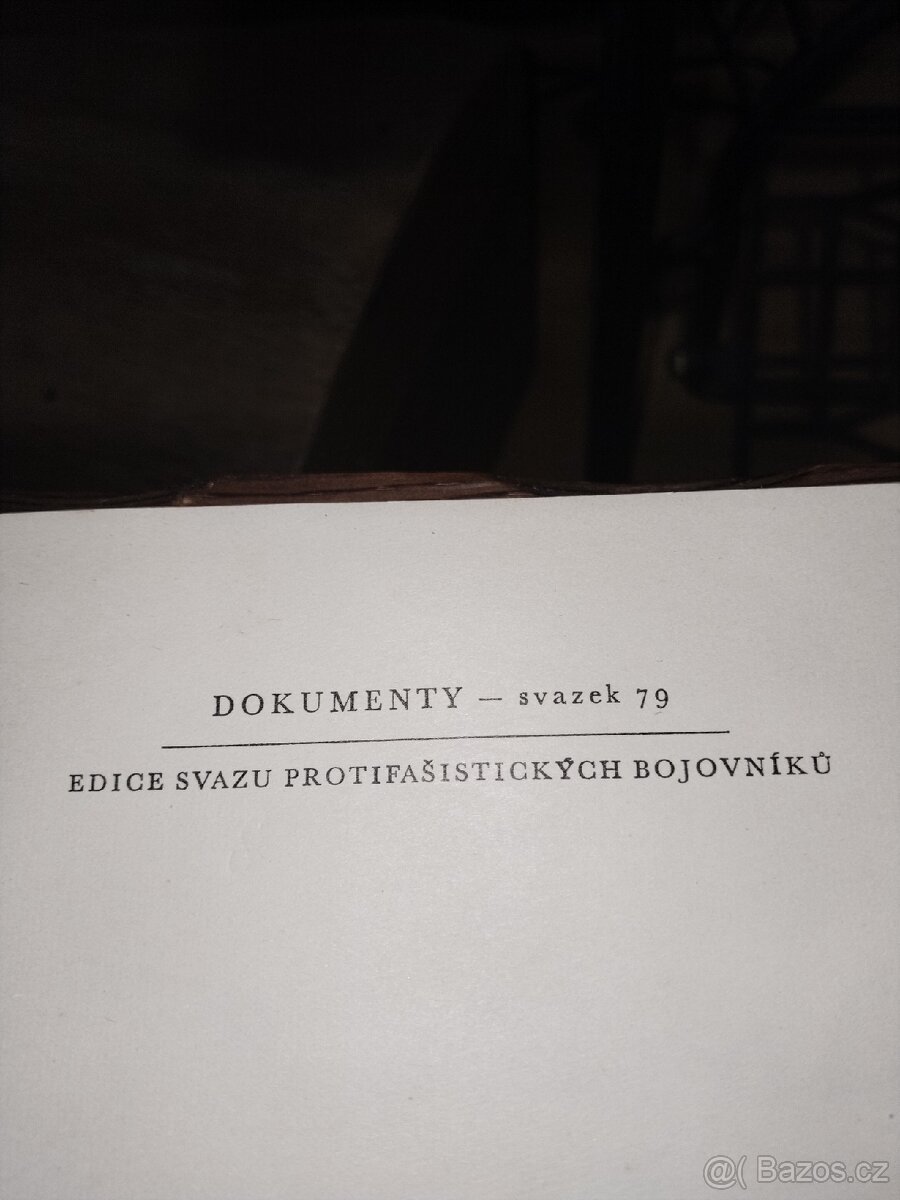 DOKUMENTY — svazek 79
EDICE SVAZU PROTIFAŠISTICKÝCH BOJOVNÍKŮ
@( Bazos.cz